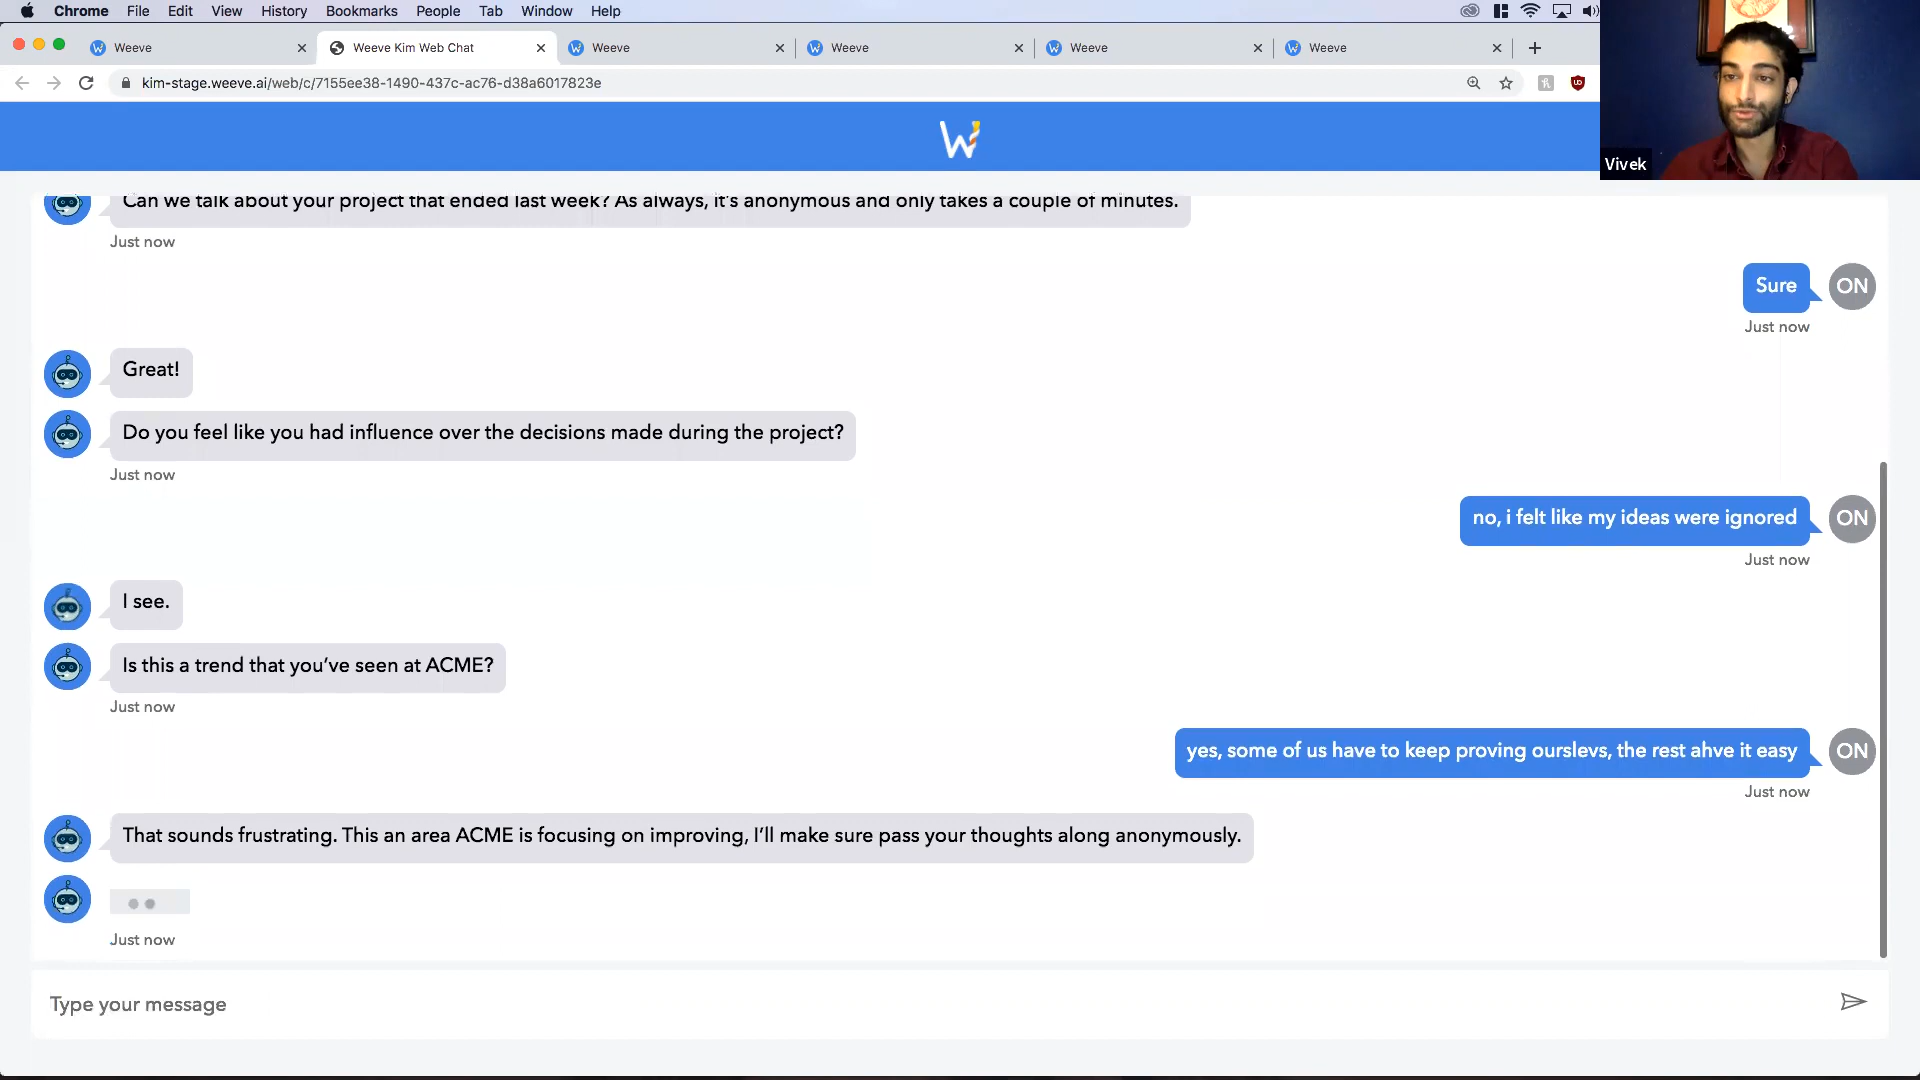 Chrome File Edit View History Bookmarks People Tab Window Help
Weeve
Weeve Kim Web Chat
Weeve
Weeve
Weeve
Weeve
kim-stage.weeve.ai/web/c/7155ee38-1490-437c-ac76-d38a6017823e
Vivek
W
Can we talk about your project that ended last week? As always, it's anonymous and only takes a couple of minutes.
Just now
Sure
ON
Just now
Great!
Do you feel like you had influence over the decisions made during the project?
Just now
no, i felt like my ideas were ignored
ON
Just now
I see.
Is this a trend that you've seen at ACME?
Just now
yes, some of us have to keep proving ourslevs, the rest ahve it easy
ON
Just now
That sounds frustrating. This an area ACME is focusing on improving, I'll make sure pass your thoughts along anonymously.
Just now
Type your message